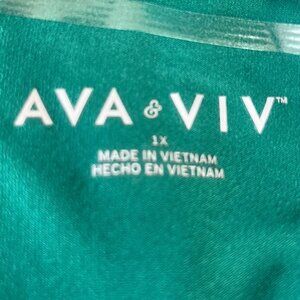 AVA & VIV™
1X
MADE IN VIETNAM
HECHO EN VIETNAM